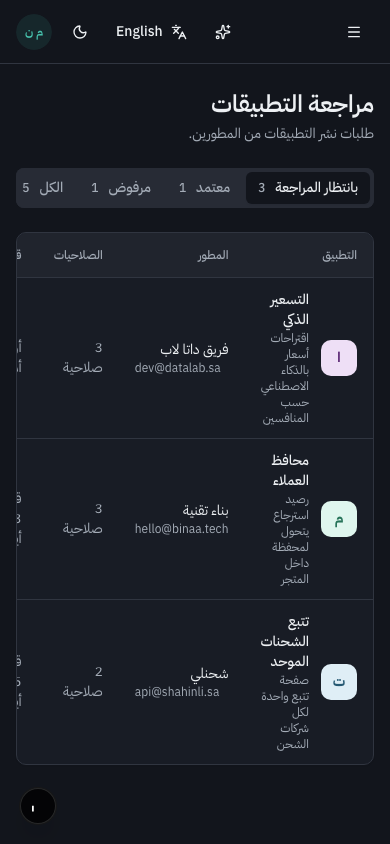 م ن
English
مراجعة التطبيقات
طلبات نشر التطبيقات من المطورين.
بانتظار المراجعة 3
معتمد 1
مرفوض 1
الكل 5
التطبيق
المطور
الصلاحيات
ا
التسعير
الذكي
اقتراحات
أسعار
بالذكاء
الاصطناعي
حسب
المنافسين
فريق داتا لاب
dev@datalab.sa
3
صلاحية
م
محافظ
العملاء
رصيد
استرجاع
يتحول
لمحفظة
داخل
المتجر
بناء تقنية
hello@binaa.tech
3
صلاحية
ت
تتبع
الشحنات
الموحد
صفحة
تتبع واحدة
لكل
شركات
الشحن
شحنلي
api@shahinli.sa
2
صلاحية